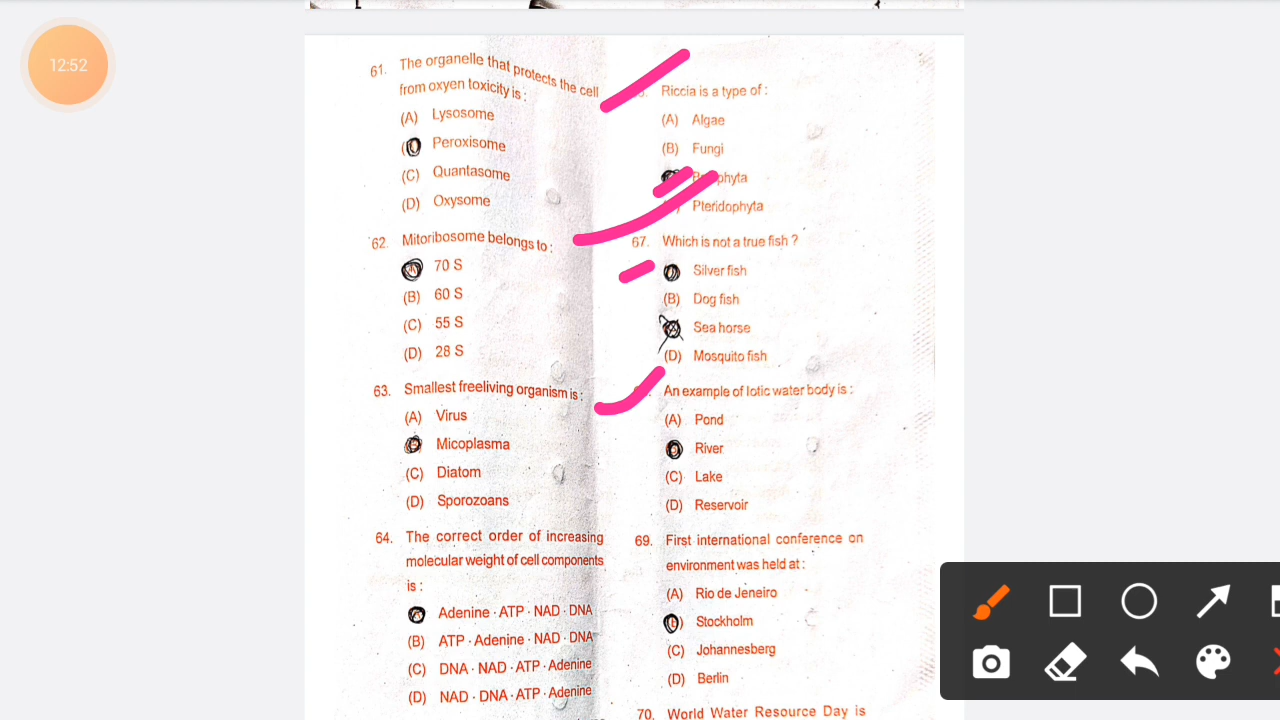 12:52
61. The organelle that protects the cell
from oxyen toxicity is :
(A) Lysosome
Peroxisome
(C) Quantasome
(D) Oxysome
62. Mitoribosome belongs to :
70 S
(B) 60 S
(C) 55 S
(D) 28 S
63. Smallest freeliving organism is :
(A) Virus
Micoplasma
(C) Diatom
(D) Sporozoans
64. The correct order of increasing
molecular weight of cell components
is :
Adenine · ATP · NAD · DNA
(B) ATP · Adenine · NAD · DNA
(C) DNA · NAD · ATP · Adenine
(D) NAD · DNA · ATP · Adenine
Riccia is a type of :
(A) Algae
(B) Fungi
Pteridophyta
67. Which is not a true fish ?
Silver fish
(B) Dog fish
Sea horse
(D) Mosquito fish
An example of lotic water body is :
(A) Pond
River
(C) Lake
(D) Reservoir
69. First international conference on
environment was held at :
(A) Rio de Jeneiro
Stockholm
(C) Johannesberg
(D) Berlin
70. World Water Resource Day is